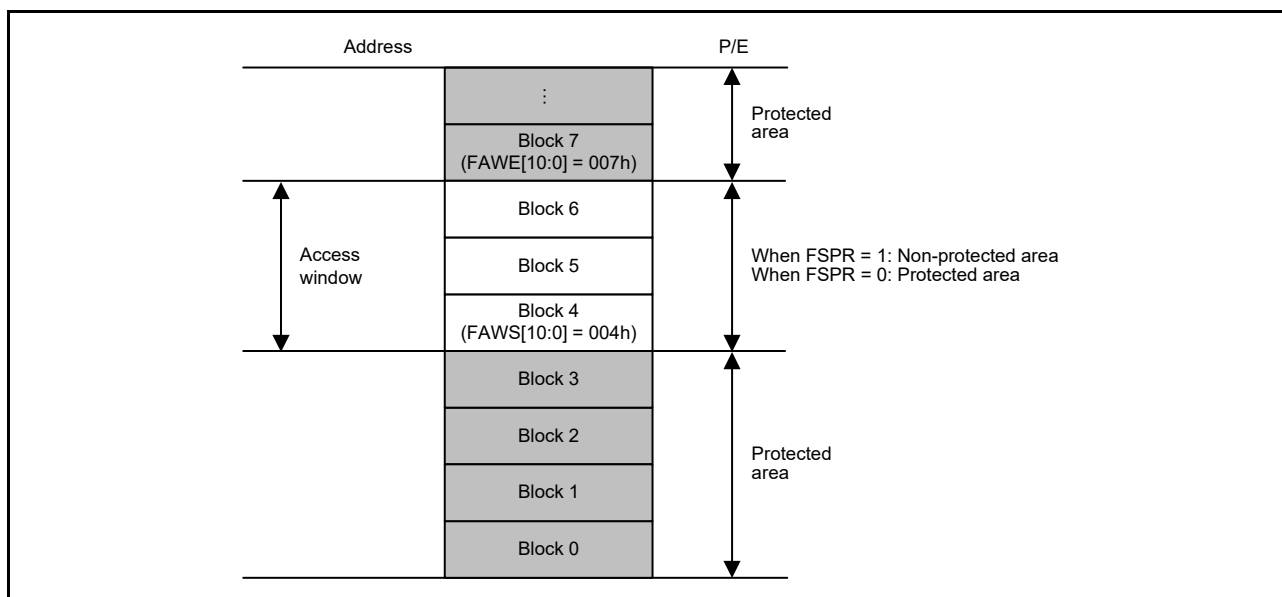 Address
P/E
⋮
Protected
area
Block 7
(FAWE[10:0] = 007h)
Block 6
Access
window
Block 5
When FSPR = 1: Non-protected area
When FSPR = 0: Protected area
Block 4
(FAWS[10:0] = 004h)
Block 3
Block 2
Protected
area
Block 1
Block 0